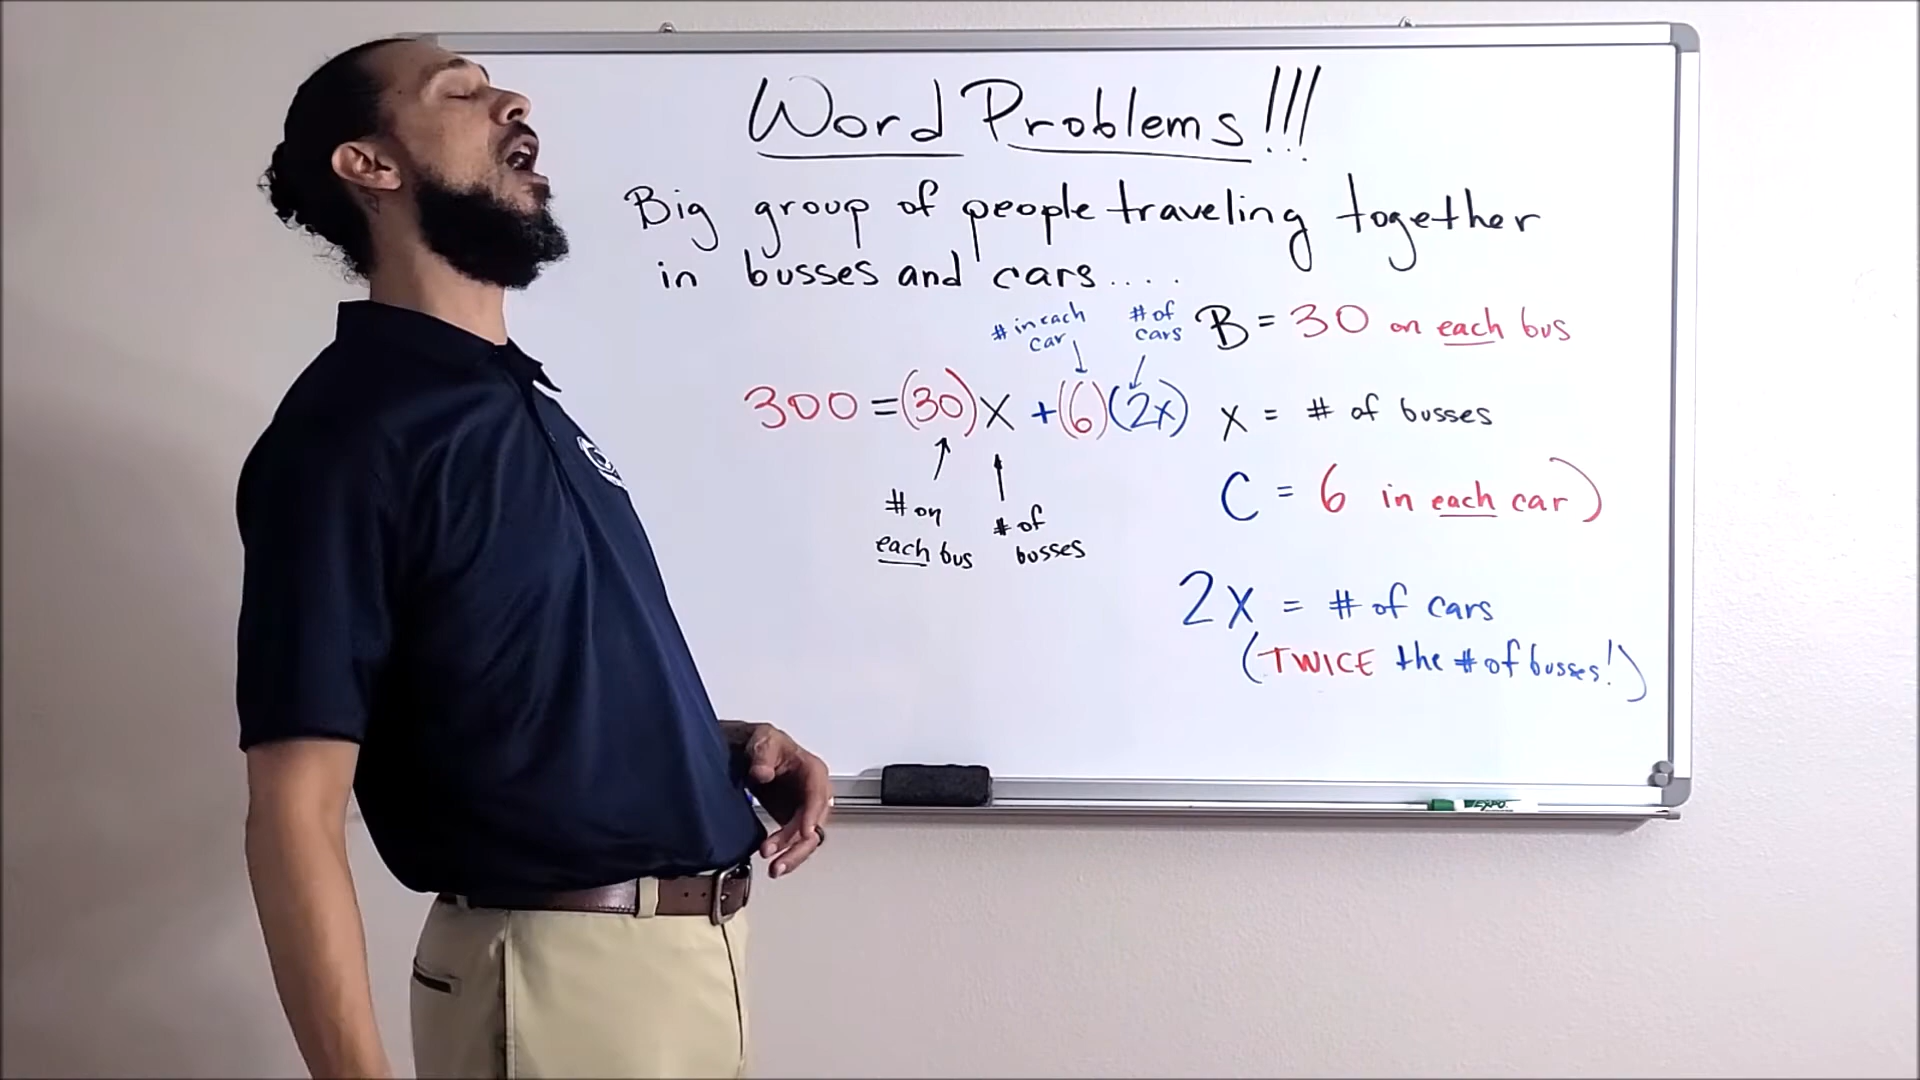 Word Problems!!!
Big group of people traveling together
in busses and cars....
# in each
car
# of
cars
B = 30 on each bus
300 = (30)x + (6)(2x)
x = # of busses
# on
each bus
# of
busses
C = 6 in each car)
2x = # of cars
(TWICE the # of busses!)
EXPO